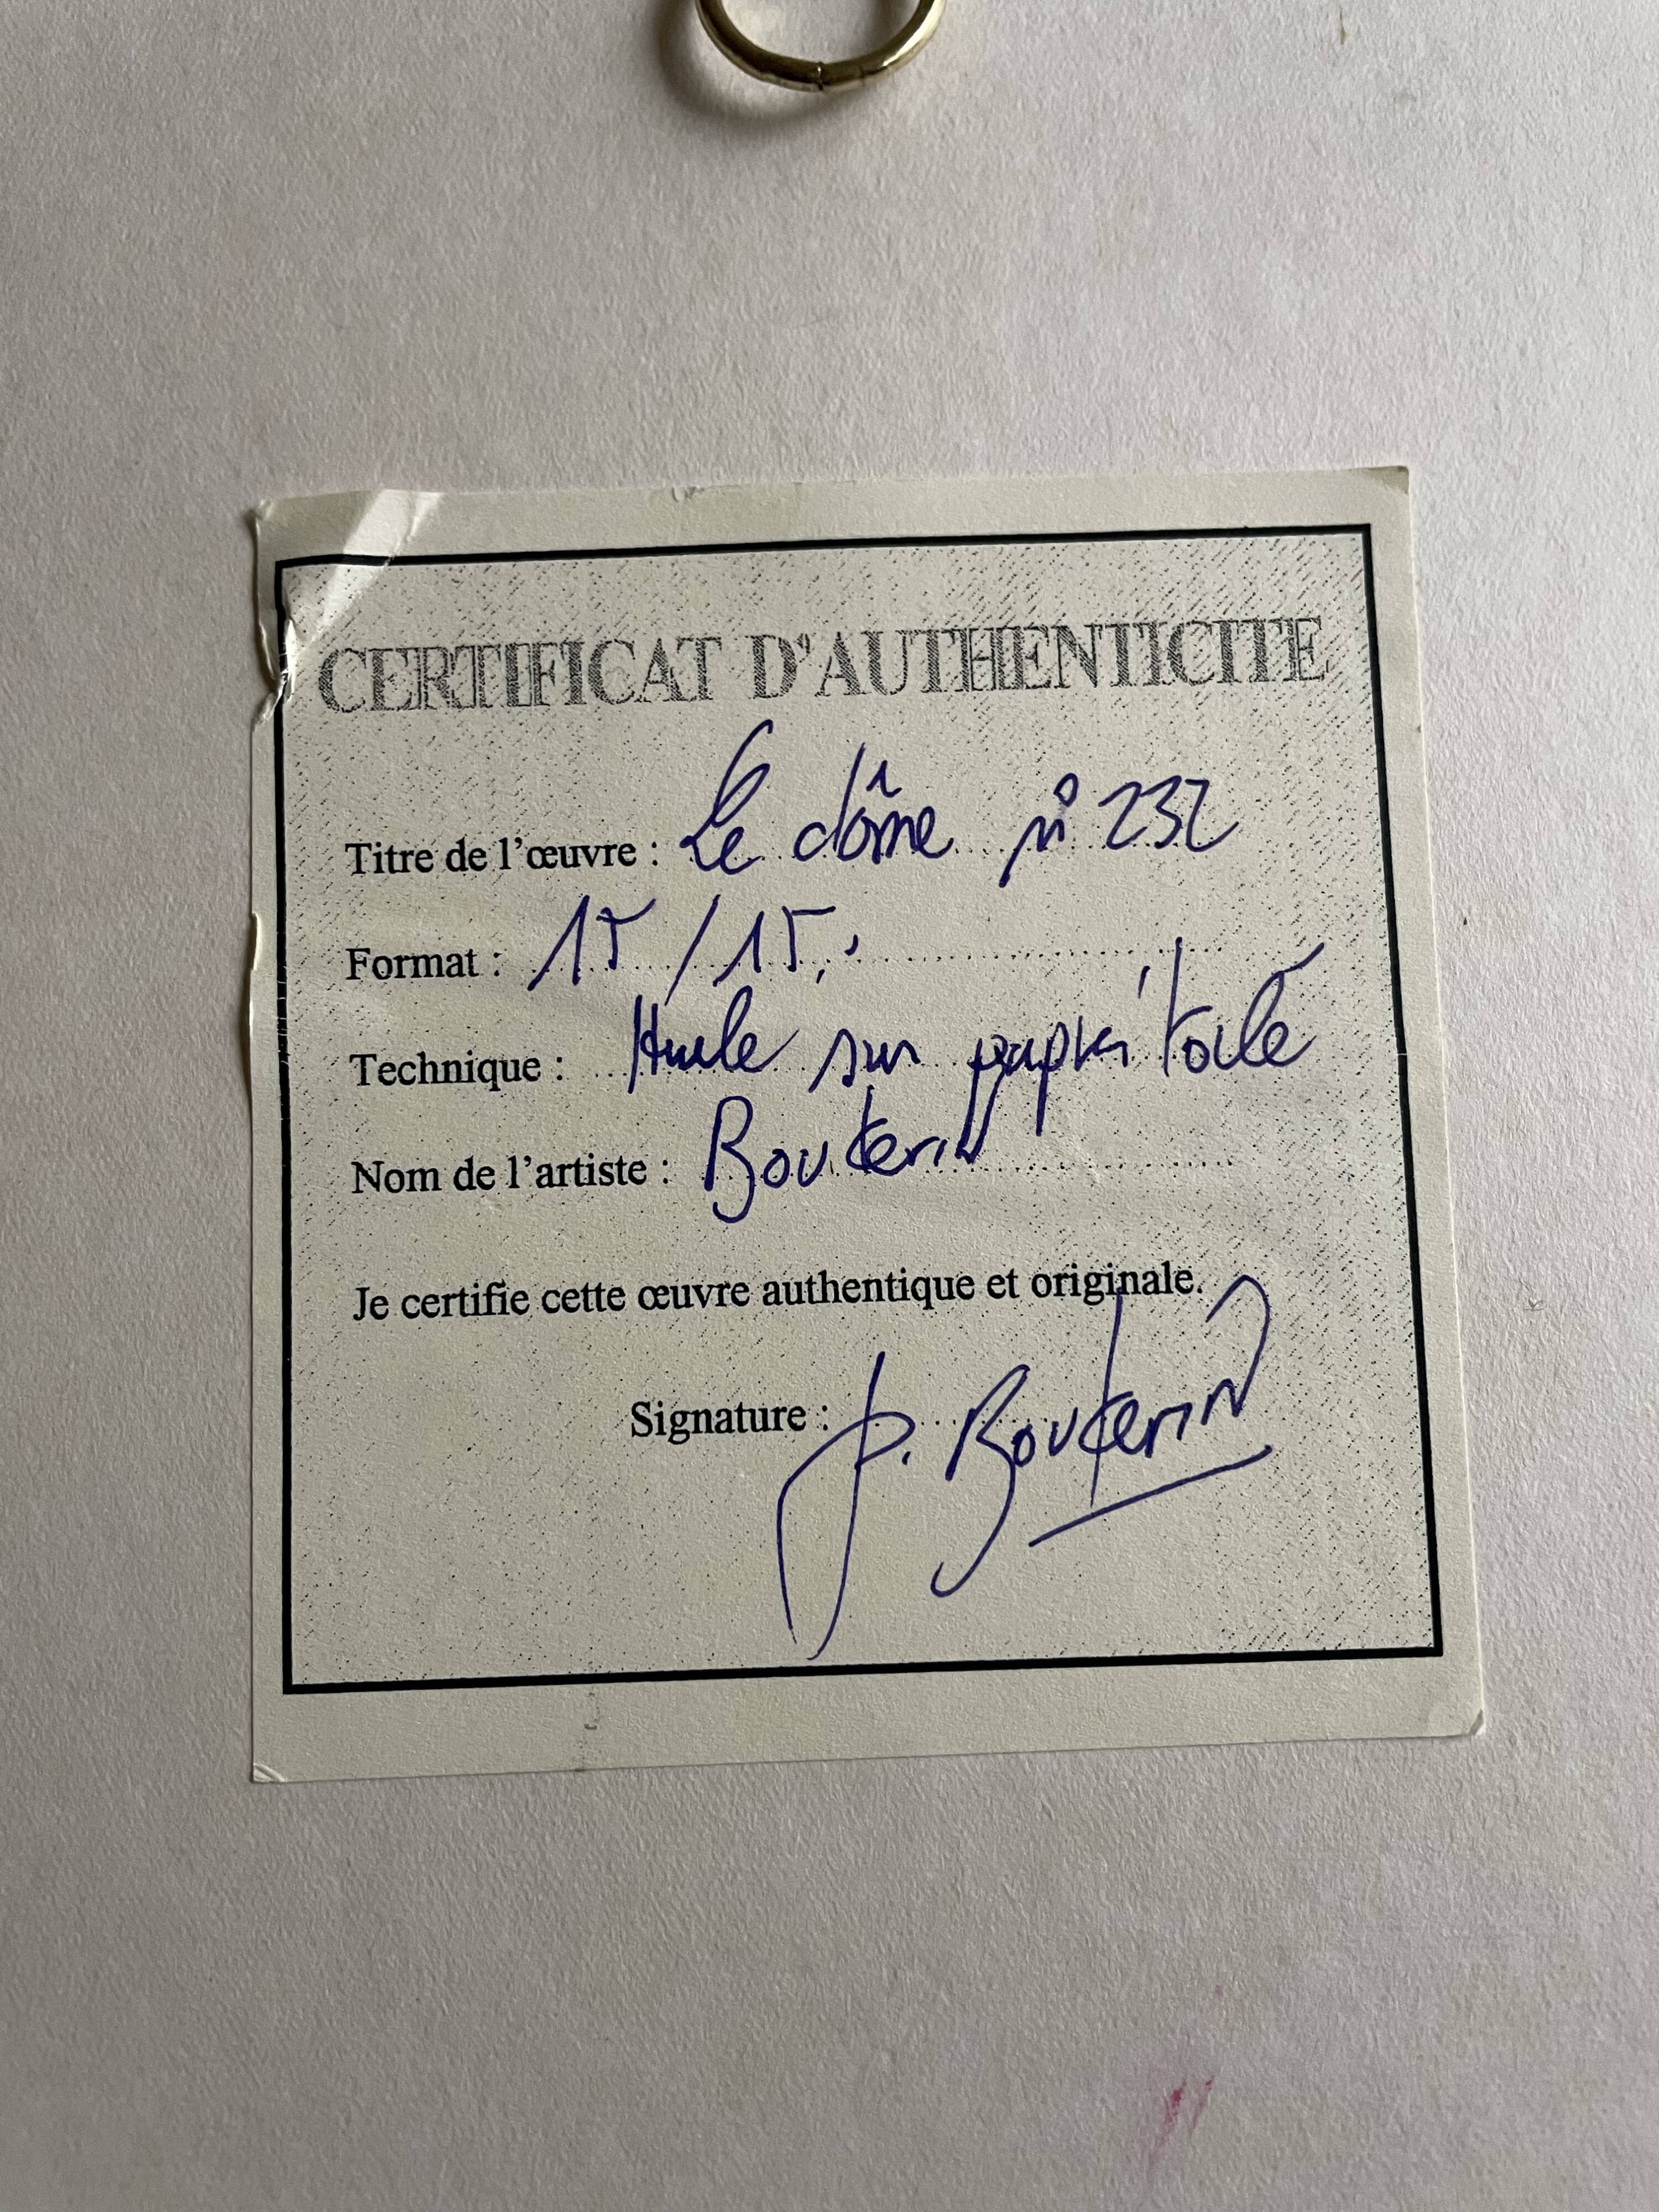 CERTIFICAT D'AUTHENTICITE
Titre de l'œuvre : Le dôme n° 232
Format : 15 / 15
Technique : Huile sur papier toilé
Nom de l'artiste : Bouterin
Je certifie cette œuvre authentique et originale.
Signature : J. Bouterin